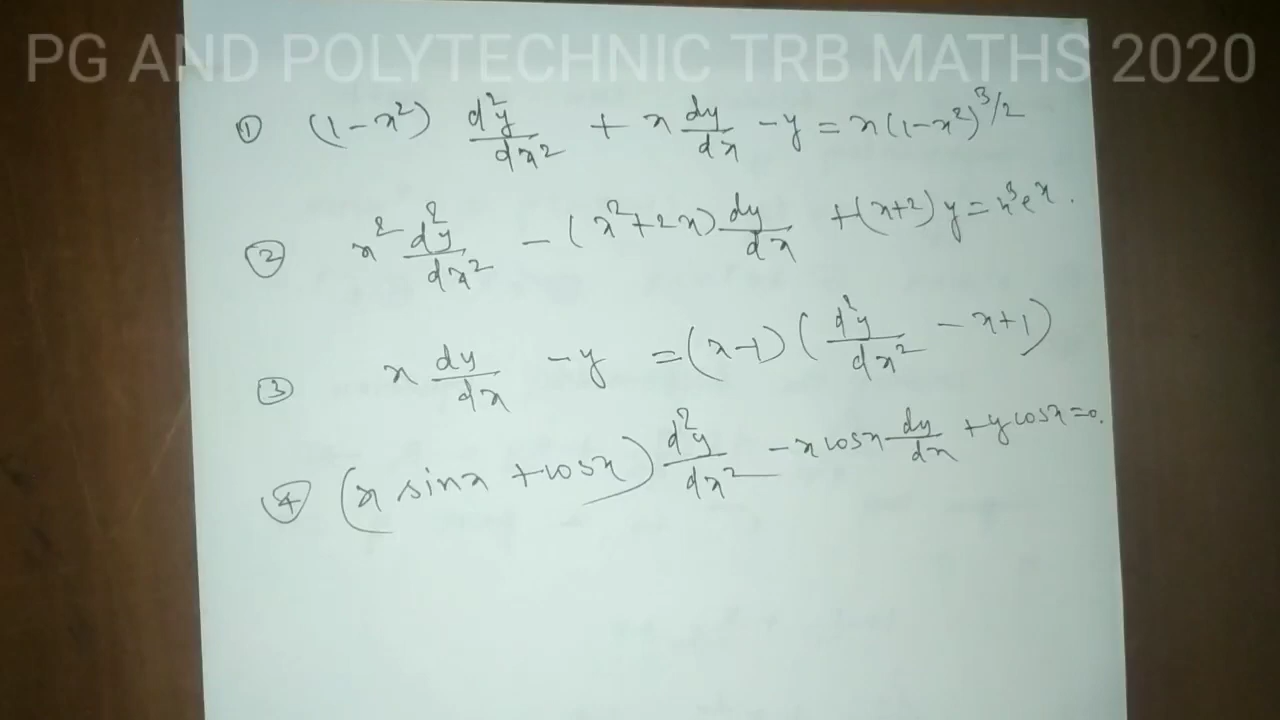 PG AND POLYTECHNIC TRB MATHS 2020
① (1-x²) d²y/dx² + x dy/dx - y = x(1-x²)^3/2
② x² d²y/dx² - (x²+2x) dy/dx + (x+2) y = x³eˣ.
③ x dy/dx - y = (x-1) (d²y/dx² - x+1)
④ (x sinx + cosx) d²y/dx² - x cosx dy/dx + y cosx = 0.